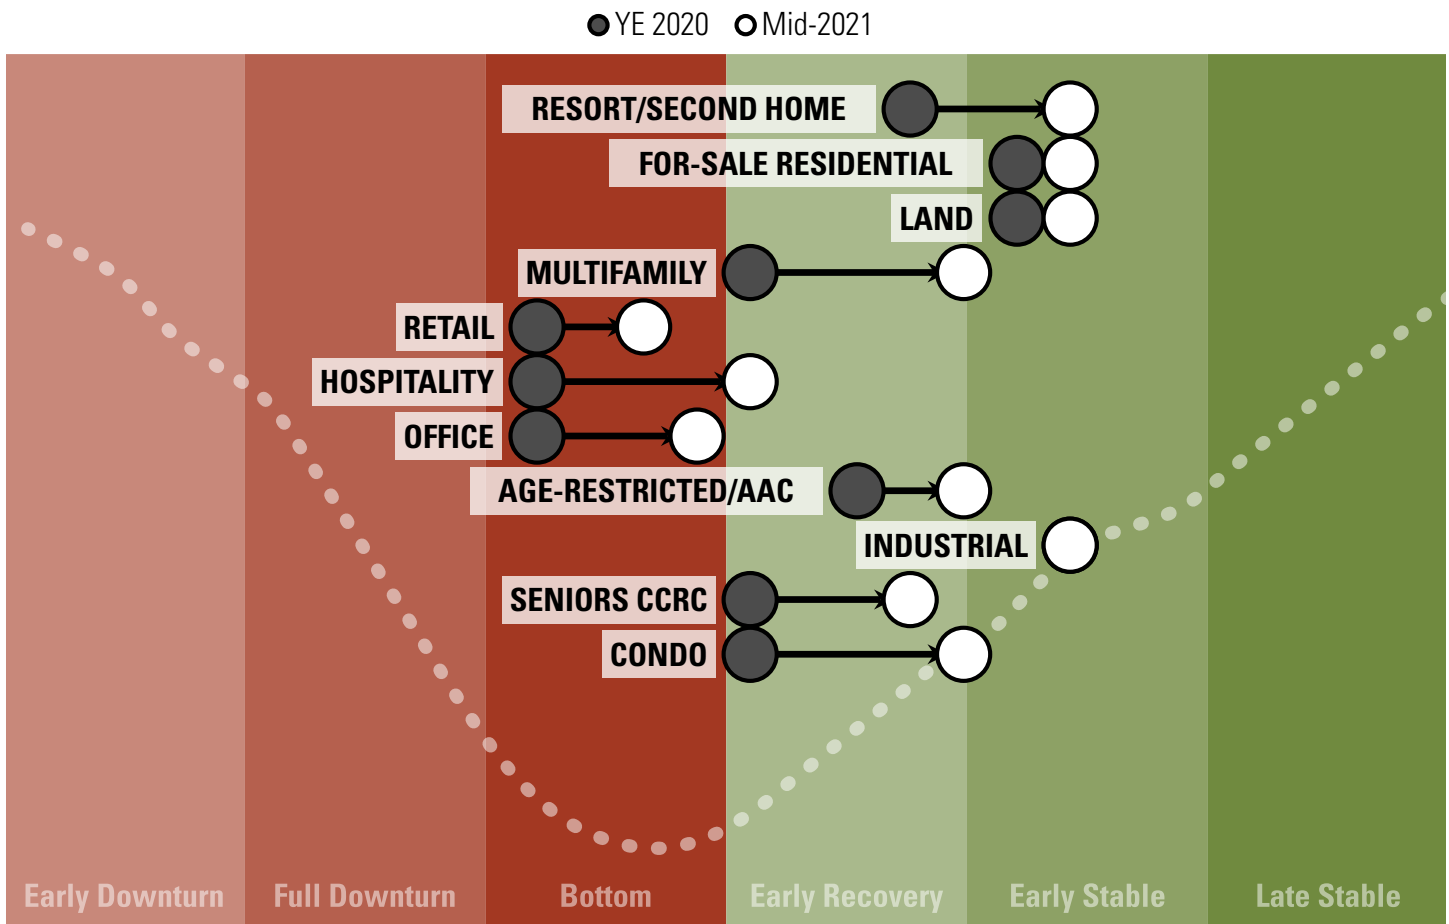 YE 2020 Mid-2021
RESORT/SECOND HOME
FOR-SALE RESIDENTIAL
LAND
MULTIFAMILY
RETAIL
HOSPITALITY
OFFICE
AGE-RESTRICTED/AAC
INDUSTRIAL
SENIORS CCRC
CONDO
Early Downturn Full Downturn Bottom Early Recovery Early Stable Late Stable